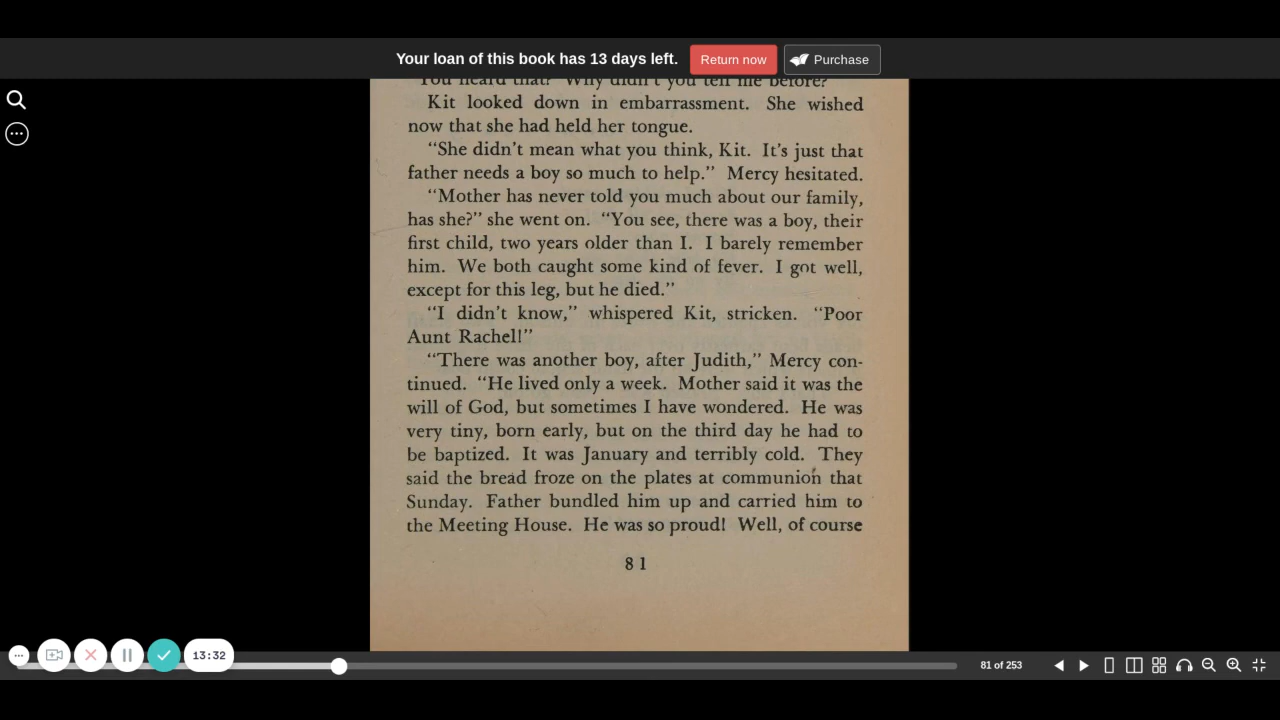 Your loan of this book has 13 days left. Return now Purchase
"You heard that? Why didn't you tell me before?"
Kit looked down in embarrassment. She wished
now that she had held her tongue.
"She didn't mean what you think, Kit. It's just that
father needs a boy so much to help." Mercy hesitated.
"Mother has never told you much about our family,
has she?" she went on. "You see, there was a boy, their
first child, two years older than I. I barely remember
him. We both caught some kind of fever. I got well,
except for this leg, but he died."
"I didn't know," whispered Kit, stricken. "Poor
Aunt Rachel!"
"There was another boy, after Judith," Mercy con-
tinued. "He lived only a week. Mother said it was the
will of God, but sometimes I have wondered. He was
very tiny, born early, but on the third day he had to
be baptized. It was January and terribly cold. They
said the bread froze on the plates at communion that
Sunday. Father bundled him up and carried him to
the Meeting House. He was so proud! Well, of course
81
13:32
81 of 253